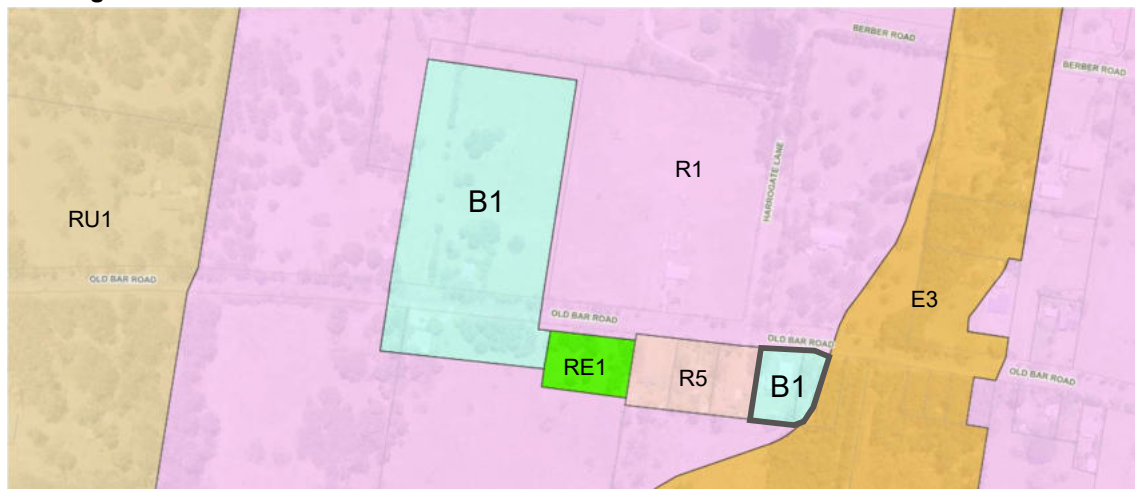 BERBER ROAD
BERBER ROAD
R1
B1
HARROGATE LANE
RU1
OLD BAR ROAD
E3
OLD BAR ROAD
OLD BAR ROAD
RE1
R5
B1
OLD BAR ROAD